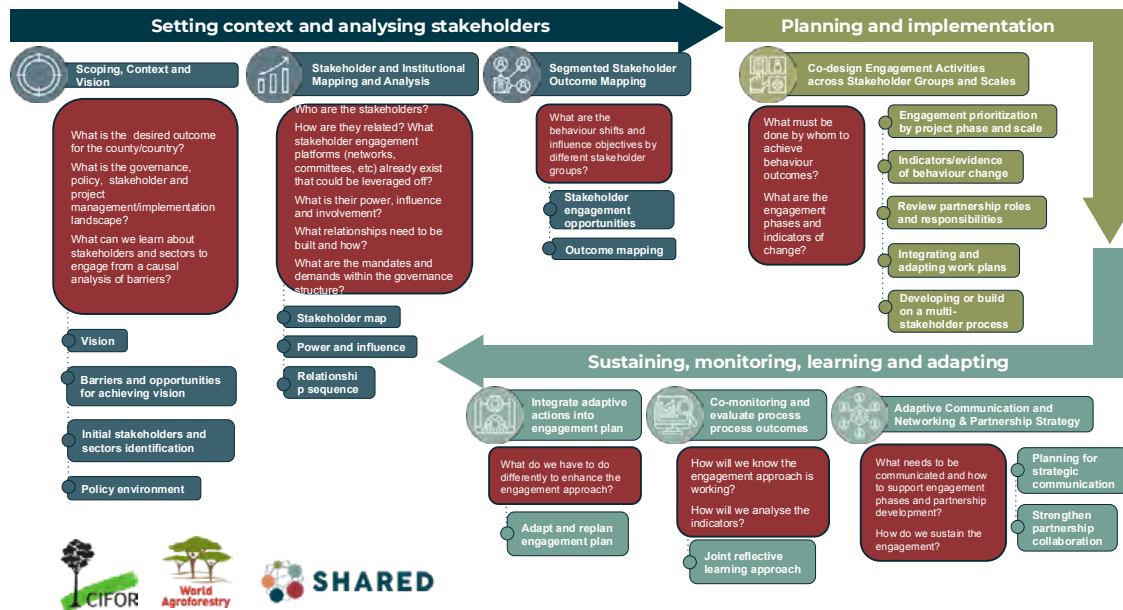 Setting context and analysing stakeholders
Planning and implementation
Scoping, Context and
Vision
What is the desired outcome
for the county/country?
What is the governance,
policy, stakeholder and
project
management/implementation
landscape?
What can we learn about
stakeholders and sectors to
engage from a causal
analysis of barriers?
Vision
Barriers and opportunities
for achieving vision
Initial stakeholders and
sectors identification
Policy environment
Stakeholder and Institutional
Mapping and Analysis
Who are the stakeholders?
How are they related? What
stakeholder engagement
platforms (networks,
committees, etc) already exist
that could be leveraged off?
What is their power, influence
and involvement?
What relationships need to be
built and how?
What are the mandates and
demands within the governance
structure?
Stakeholder map
Power and influence
Relationshi
p sequence
Segmented Stakeholder
Outcome Mapping
What are the
behaviour shifts and
influence objectives by
different stakeholder
groups?
Stakeholder
engagement
opportunities
Outcome mapping
Co-design Engagement Activities
across Stakeholder Groups and Scales
What must be
done by whom to
achieve
behaviour
outcomes?
What are the
engagement
phases and
indicators of
change?
Engagement prioritization
by project phase and scale
Indicators/evidence
of behaviour change
Review partnership roles
and responsibilities
Integrating and
adapting work plans
Developing or build
on a multi-
stakeholder process
Sustaining, monitoring, learning and adapting
Integrate adaptive
actions into
engagement plan
What do we have to do
differently to enhance the
engagement approach?
Adapt and replan
engagement plan
Co-monitoring and
evaluate process
process outcomes
How will we know the
engagement approach is
working?
How will we analyse the
indicators?
Joint reflective
learning approach
Adaptive Communication and
Networking & Partnership Strategy
What needs to be
communicated and how
to support engagement
phases and partnership
development?
How do we sustain the
engagement?
Planning for
strategic
communication
Strengthen
partnership
collaboration
CIFOR
World
Agroforestry
SHARED